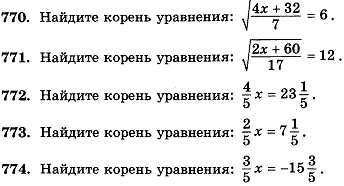 770. Найдите корень уравнения: √((4x + 32)/7) = 6 .
771. Найдите корень уравнения: √((2x + 60)/17) = 12 .
772. Найдите корень уравнения: 4/5 x = 23 1/5 .
773. Найдите корень уравнения: 2/5 x = 7 1/5 .
774. Найдите корень уравнения: 3/5 x = −15 3/5 .